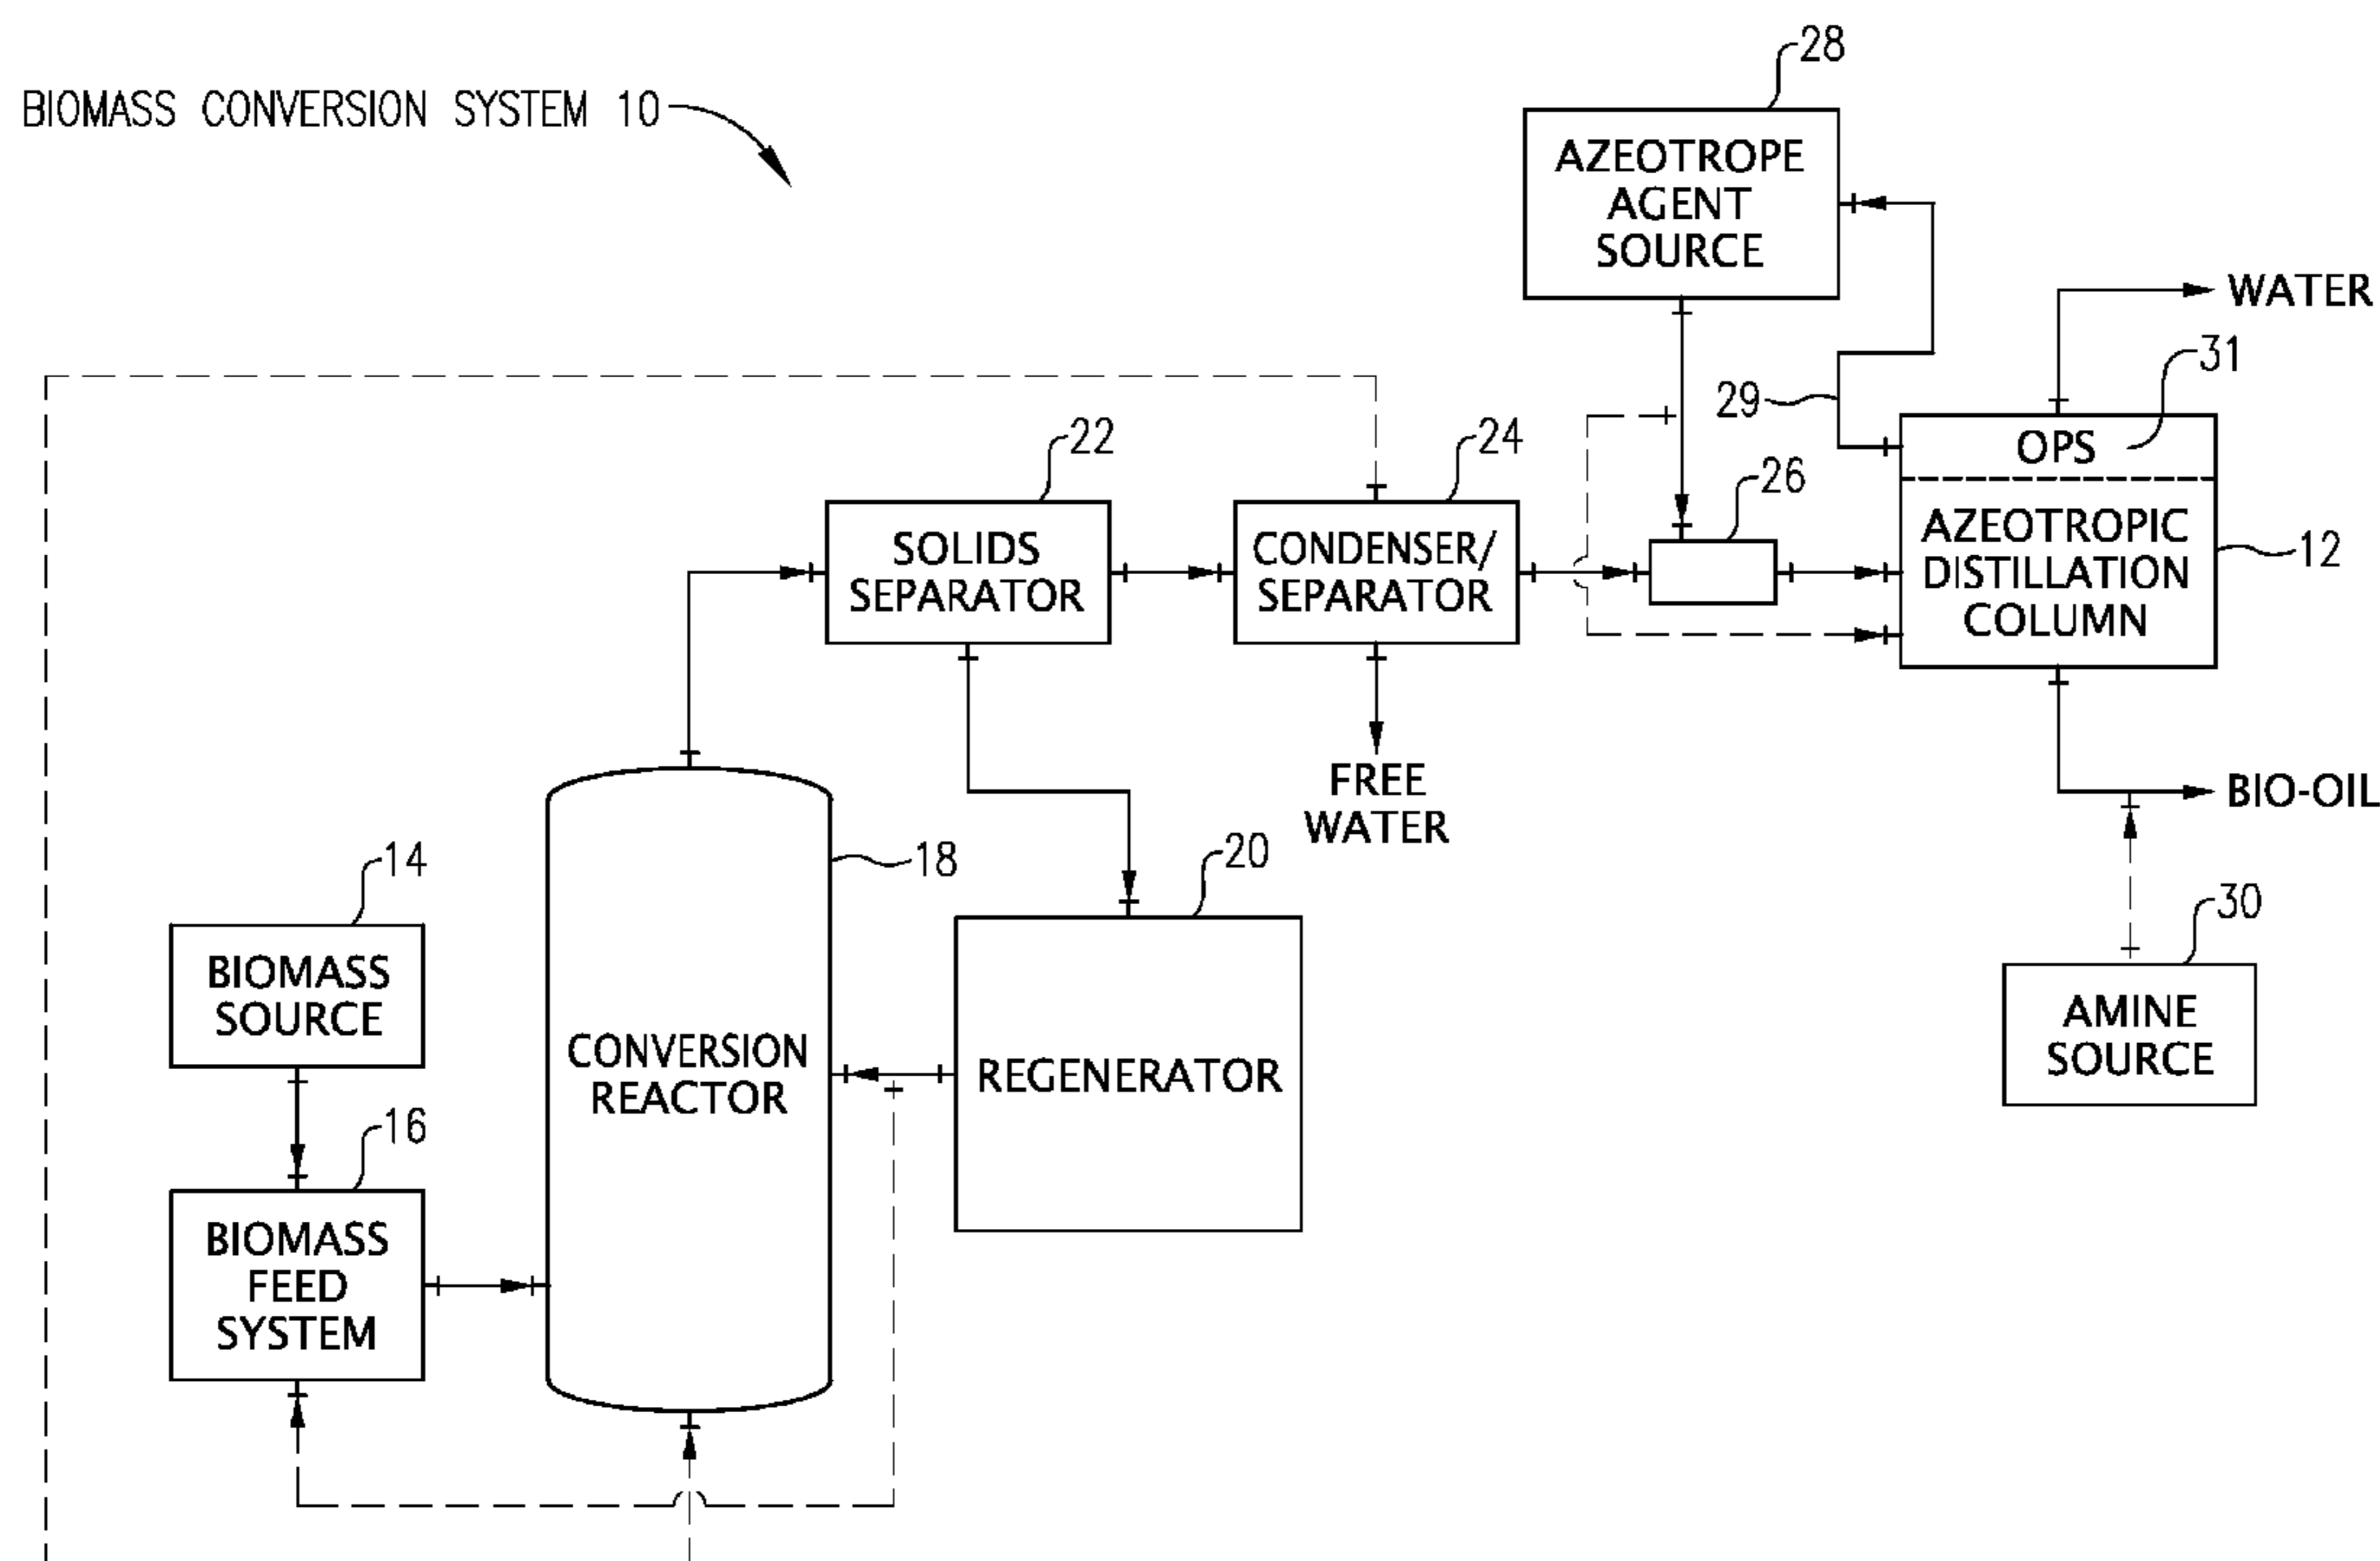 BIOMASS CONVERSION SYSTEM 10
28
AZEOTROPE
AGENT
SOURCE
WATER
31
29
OPS
22
24
26
SOLIDS
SEPARATOR
CONDENSER/
SEPARATOR
AZEOTROPIC
DISTILLATION
COLUMN
12
FREE
WATER
BIO-OIL
14
18
20
30
BIOMASS
SOURCE
AMINE
SOURCE
CONVERSION
REACTOR
REGENERATOR
16
BIOMASS
FEED
SYSTEM